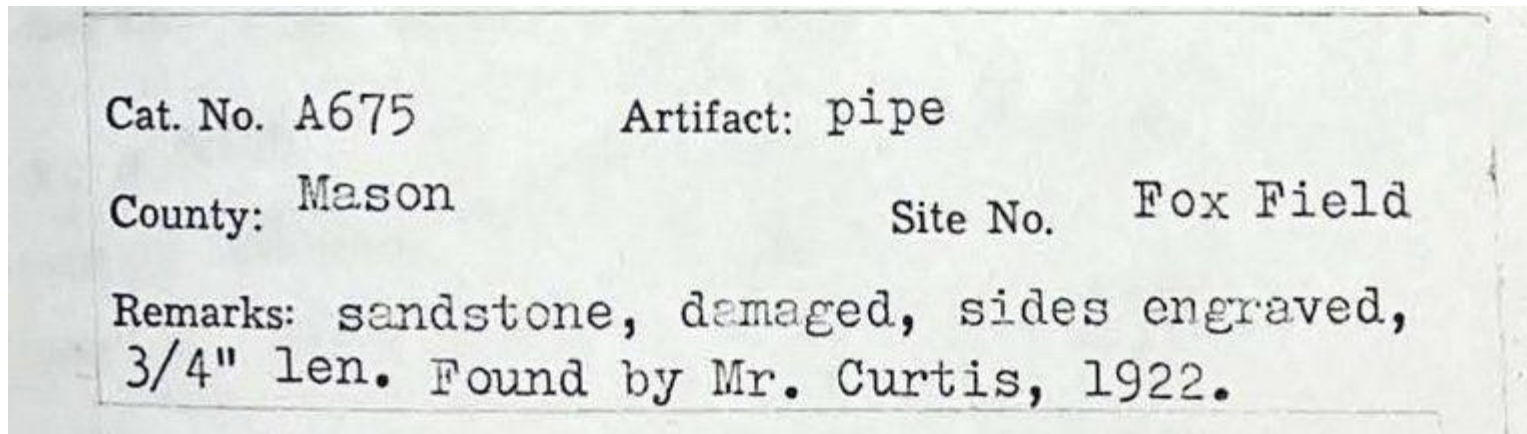 Cat. No. A675 Artifact: pipe
County: Mason Site No. Fox Field
Remarks: sandstone, damaged, sides engraved,
3/4" len. Found by Mr. Curtis, 1922.